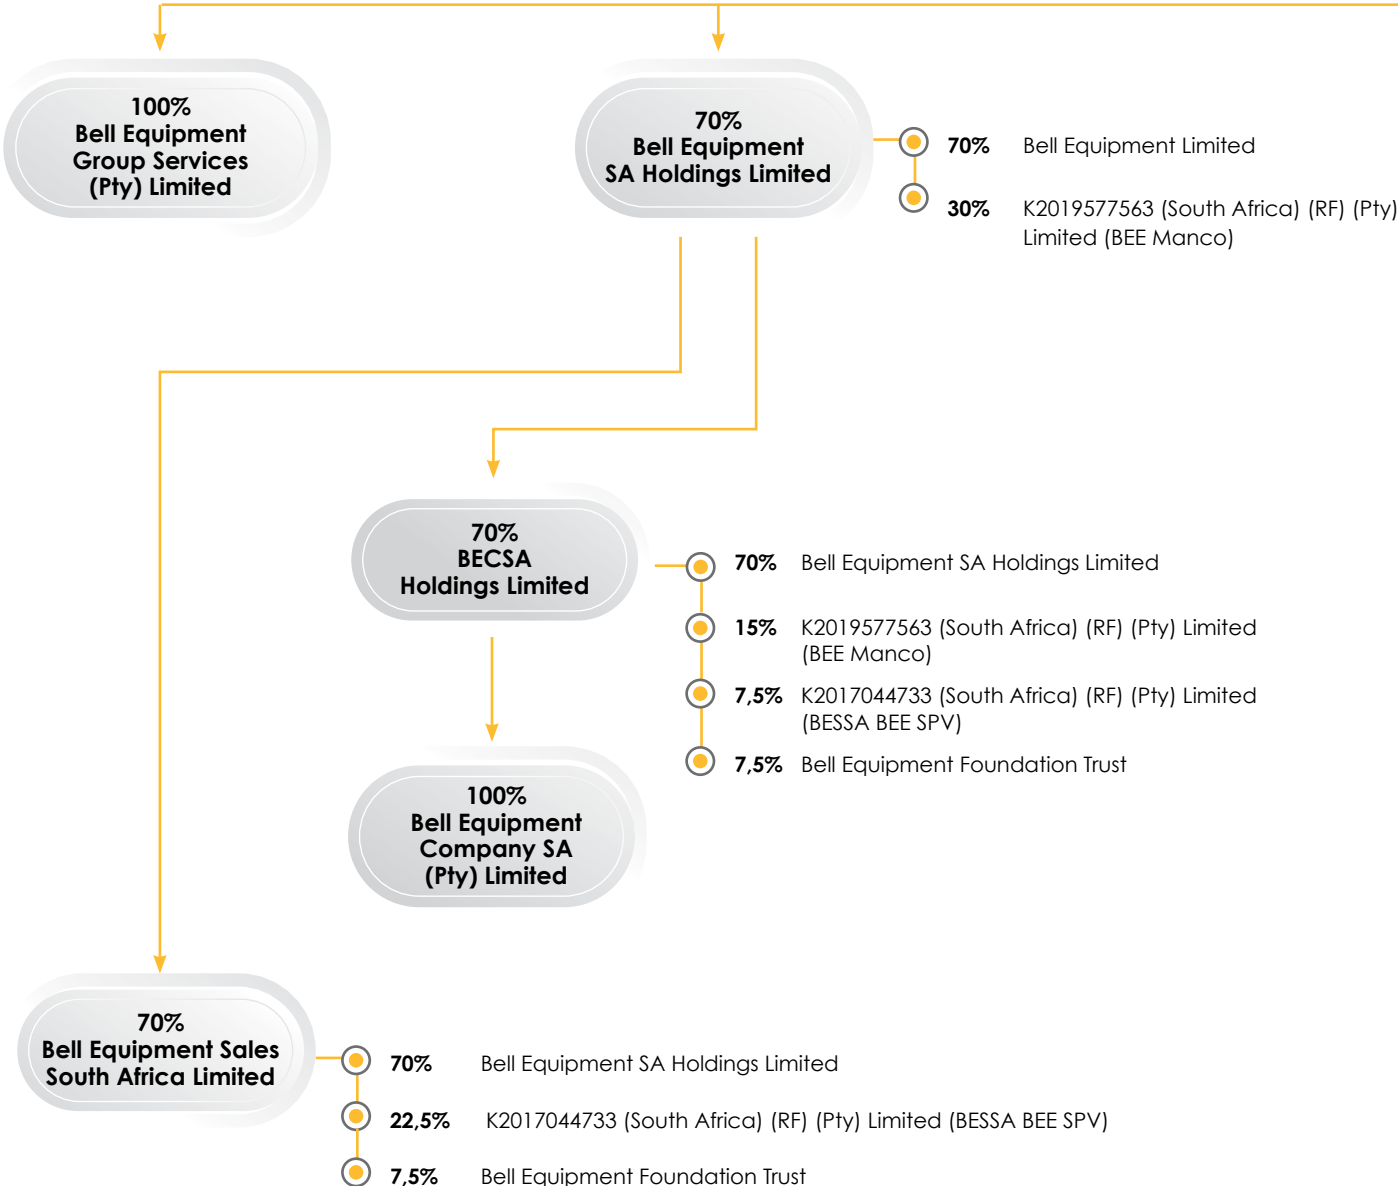 100%
Bell Equipment
Group Services
(Pty) Limited
70%
Bell Equipment
SA Holdings Limited
70% Bell Equipment Limited
30% K2019577563 (South Africa) (RF) (Pty)
Limited (BEE Manco)
70%
BECSA
Holdings Limited
70% Bell Equipment SA Holdings Limited
15% K2019577563 (South Africa) (RF) (Pty) Limited
(BEE Manco)
7,5% K2017044733 (South Africa) (RF) (Pty) Limited
(BESSA BEE SPV)
7,5% Bell Equipment Foundation Trust
100%
Bell Equipment
Company SA
(Pty) Limited
70%
Bell Equipment Sales
South Africa Limited
70% Bell Equipment SA Holdings Limited
22,5% K2017044733 (South Africa) (RF) (Pty) Limited (BESSA BEE SPV)
7,5% Bell Equipment Foundation Trust